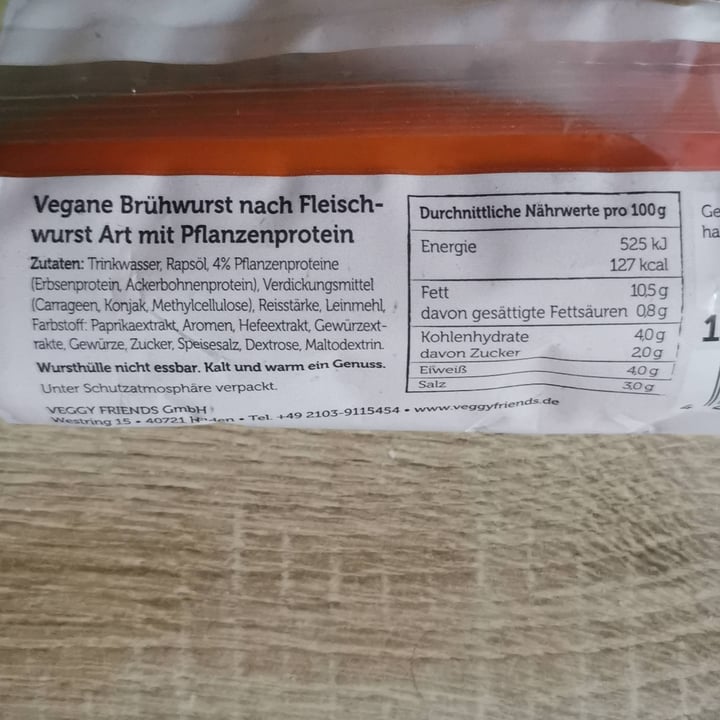 Vegane Brühwurst nach Fleisch-
wurst Art mit Pflanzenprotein
Zutaten: Trinkwasser, Rapsöl, 4% Pflanzenproteine
(Erbsenprotein, Ackerbohnenprotein), Verdickungsmittel
(Carrageen, Konjak, Methylcellulose), Reisstärke, Leinmehl,
Farbstoff: Paprikaextrakt, Aromen, Hefeextrakt, Gewürzext-
rakte, Gewürze, Zucker, Speisesalz, Dextrose, Maltodextrin.
Wursthülle nicht essbar. Kalt und warm ein Genuss.
Unter Schutzatmosphäre verpackt.
VEGGY FRIENDS GmbH
Westring 15 • 40721 • Tel. +49 2103-9115454 • www.veggyfriends.de
Durchnittliche Nährwerte pro 100g
Energie 525 kJ
127 kcal
Fett 10,5 g
davon gesättigte Fettsäuren 0,8 g
Kohlenhydrate 4,0 g
davon Zucker 2,0 g
Eiweiß 4,0 g
Salz 3,0 g
Ge
ha
1
4